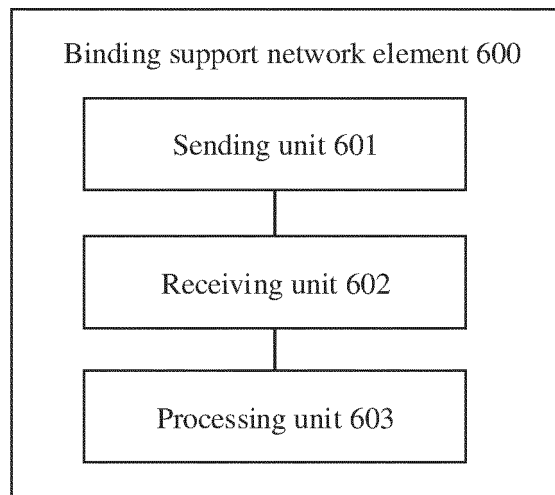 Binding support network element 600
Sending unit 601
Receiving unit 602
Processing unit 603